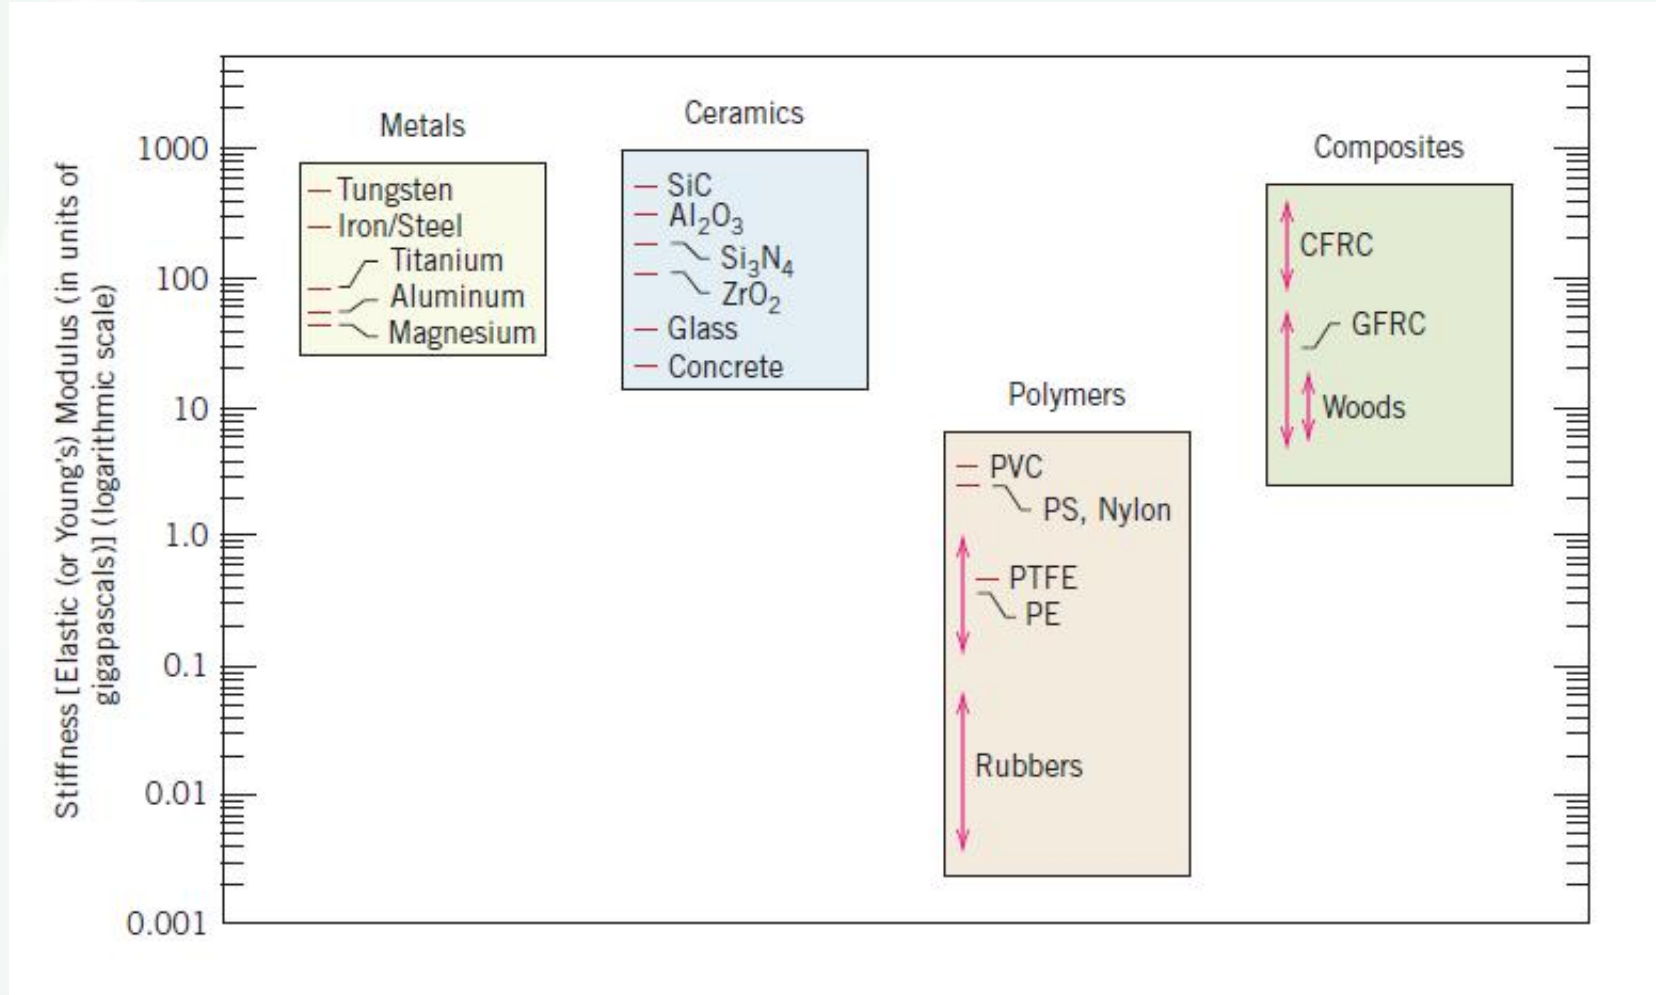 Stiffness [Elastic (or Young's) Modulus (in units of
gigapascals)] (logarithmic scale)
1000
100
10
1.0
0.1
0.01
0.001
Metals
Tungsten
Iron/Steel
Titanium
Aluminum
Magnesium
Ceramics
SiC
Al₂O₃
Si₃N₄
ZrO₂
Glass
Concrete
Polymers
PVC
PS, Nylon
PTFE
PE
Rubbers
Composites
CFRC
GFRC
Woods